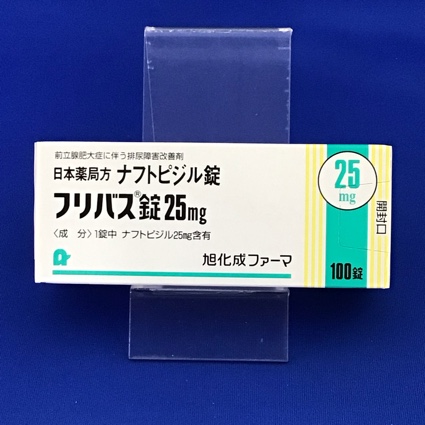 前立腺肥大症に伴う排尿障害改善剤
日本薬局方 ナフトピジル錠
フリバス®錠25mg
〈成 分〉1錠中 ナフトピジル25mg含有
旭化成ファーマ
25
mg
開封口
100錠